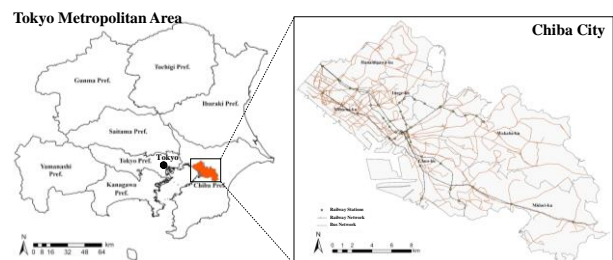 Tokyo Metropolitan Area
Tochigi Pref.
Gunma Pref.
Ibaraki Pref.
Saitama Pref.
Yamanashi Pref.
Tokyo Pref.
Tokyo
Kanagawa Pref.
Chiba Pref.
N
0 8 16 32 48 64 km
Chiba City
Railway Stations
Railway Network
Bus Network
N
0 1 2 4 6 8 km